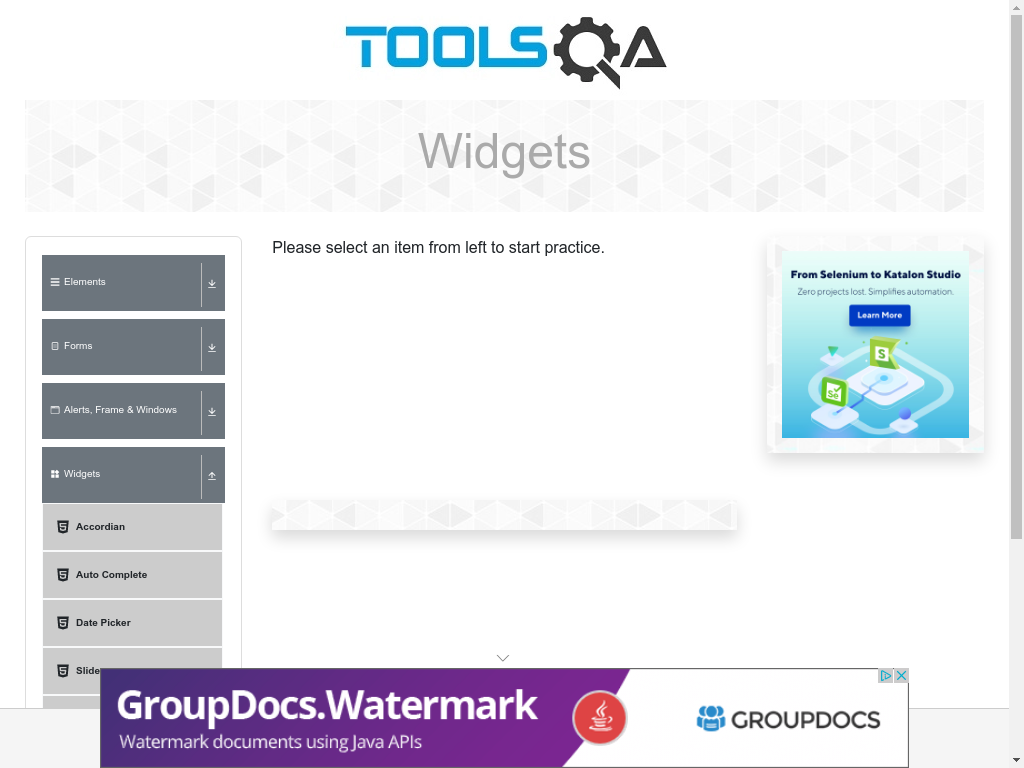 TOOLSQA
Widgets
Elements
Forms
Alerts, Frame & Windows
Widgets
Accordian
Auto Complete
Date Picker
Slide
Please select an item from left to start practice.
From Selenium to Katalon Studio
Zero projects lost. Simplifies automation.
Learn More
S
Se
GroupDocs.Watermark
Watermark documents using Java APIs
GROUPDOCS